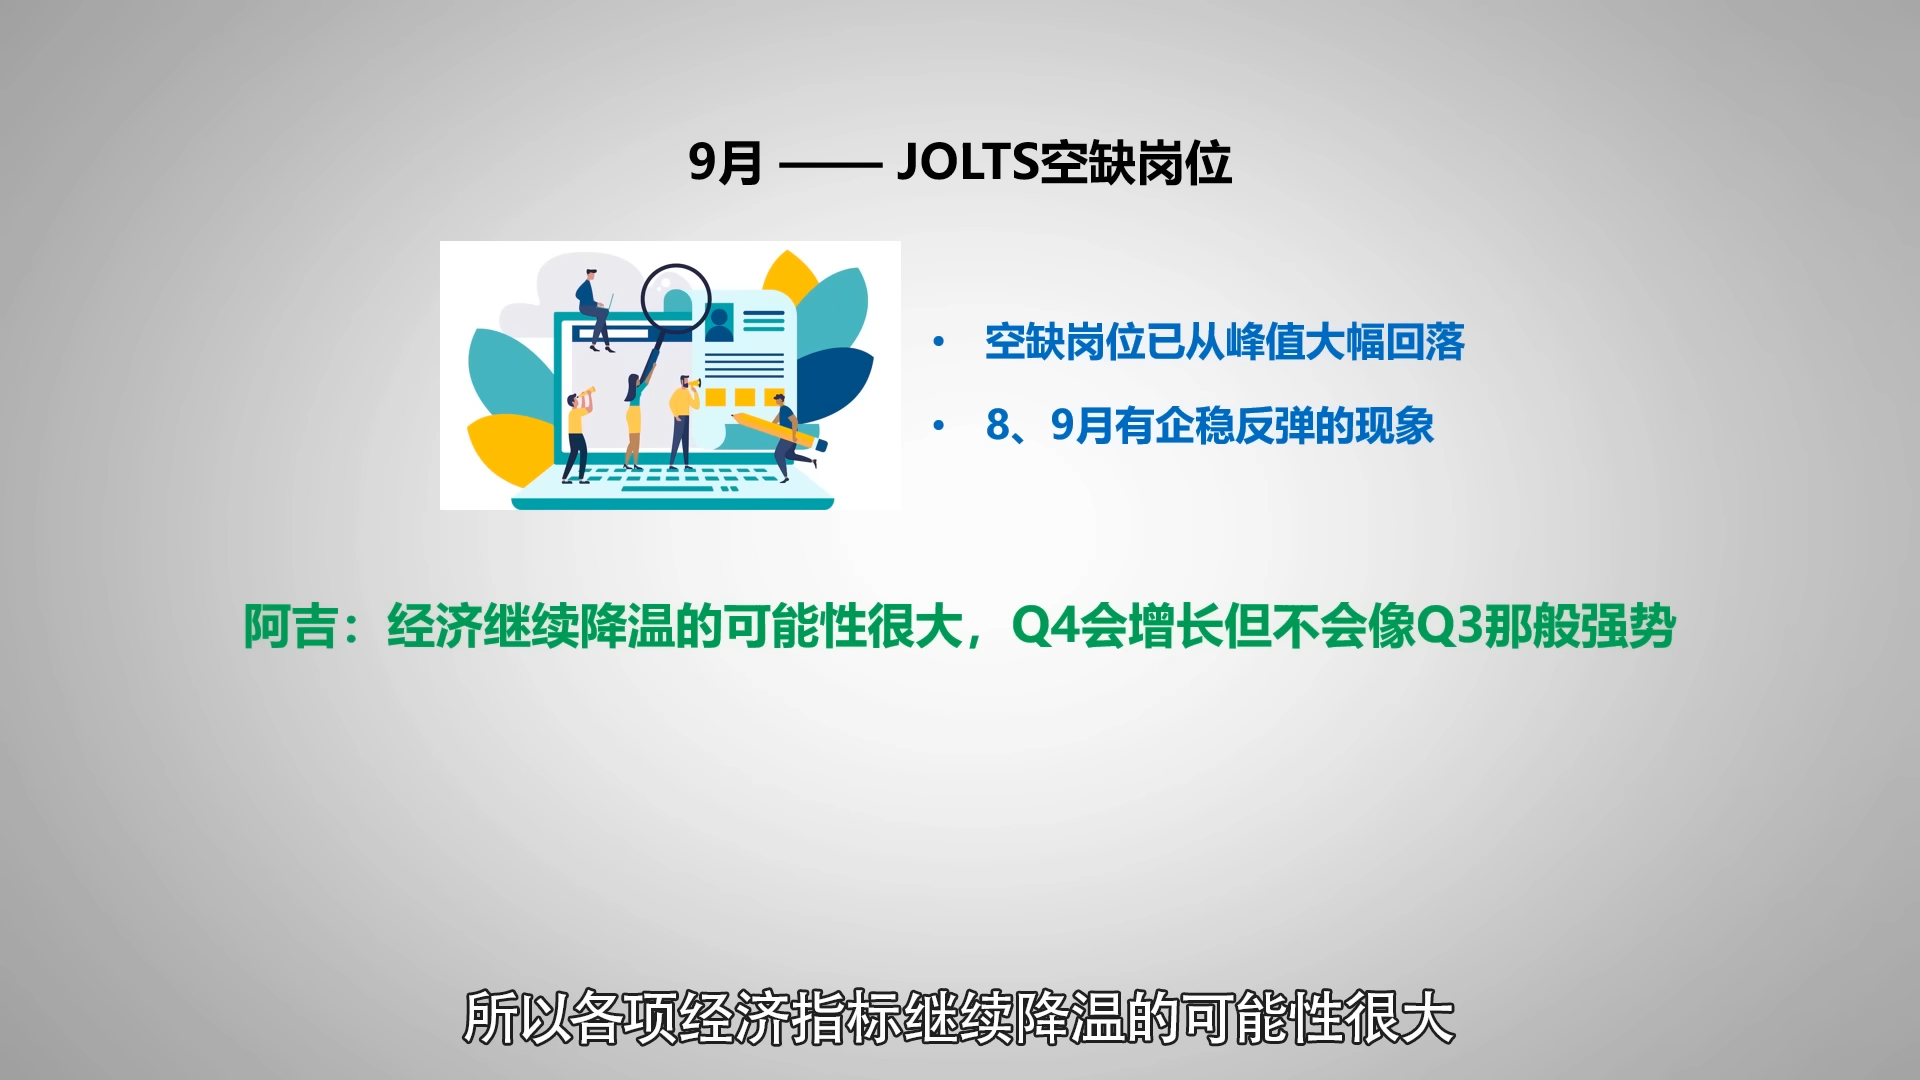 9月 —— JOLTS空缺岗位
• 空缺岗位已从峰值大幅回落
• 8、9月有企稳反弹的现象
阿吉：经济继续降温的可能性很大，Q4会增长但不会像Q3那般强势
所以各项经济指标继续降温的可能性很大